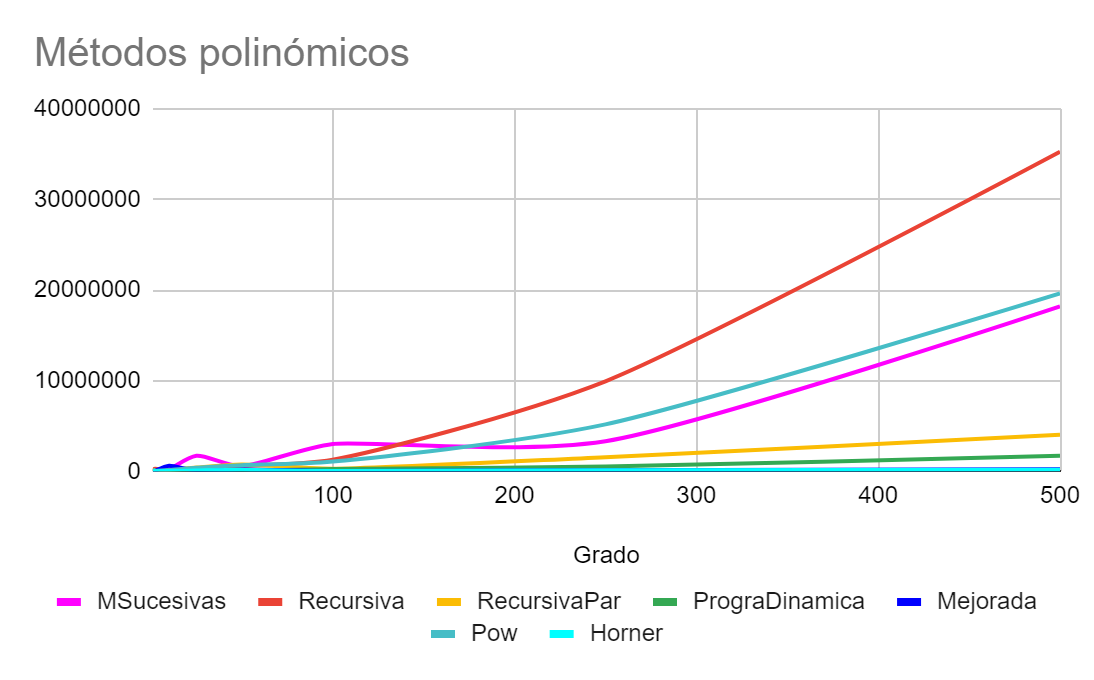 Métodos polinómicos
40000000
30000000
20000000
10000000
0
100 200 300 400 500
Grado
MSucesivas Recursiva RecursivaPar PrograDinamica Mejorada
Pow Horner